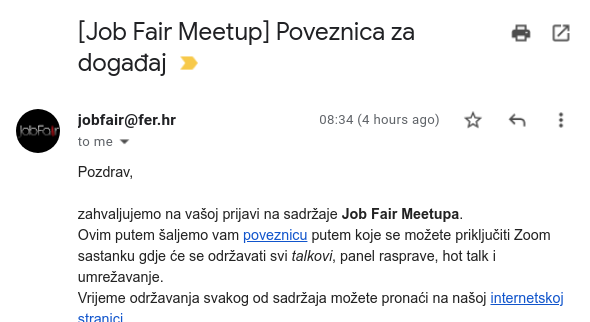 [Job Fair Meetup] Poveznica za
događaj
jobfair@fer.hr
08:34 (4 hours ago)
JobFair
to me
Pozdrav,
zahvaljujemo na vašoj prijavi na sadržaje Job Fair Meetupa.
Ovim putem šaljemo vam poveznicu putem koje se možete priključiti Zoom
sastanku gdje će se održavati svi talkovi, panel rasprave, hot talk i
umrežavanje.
Vrijeme održavanja svakog od sadržaja možete pronaći na našoj internetskoj
stranici